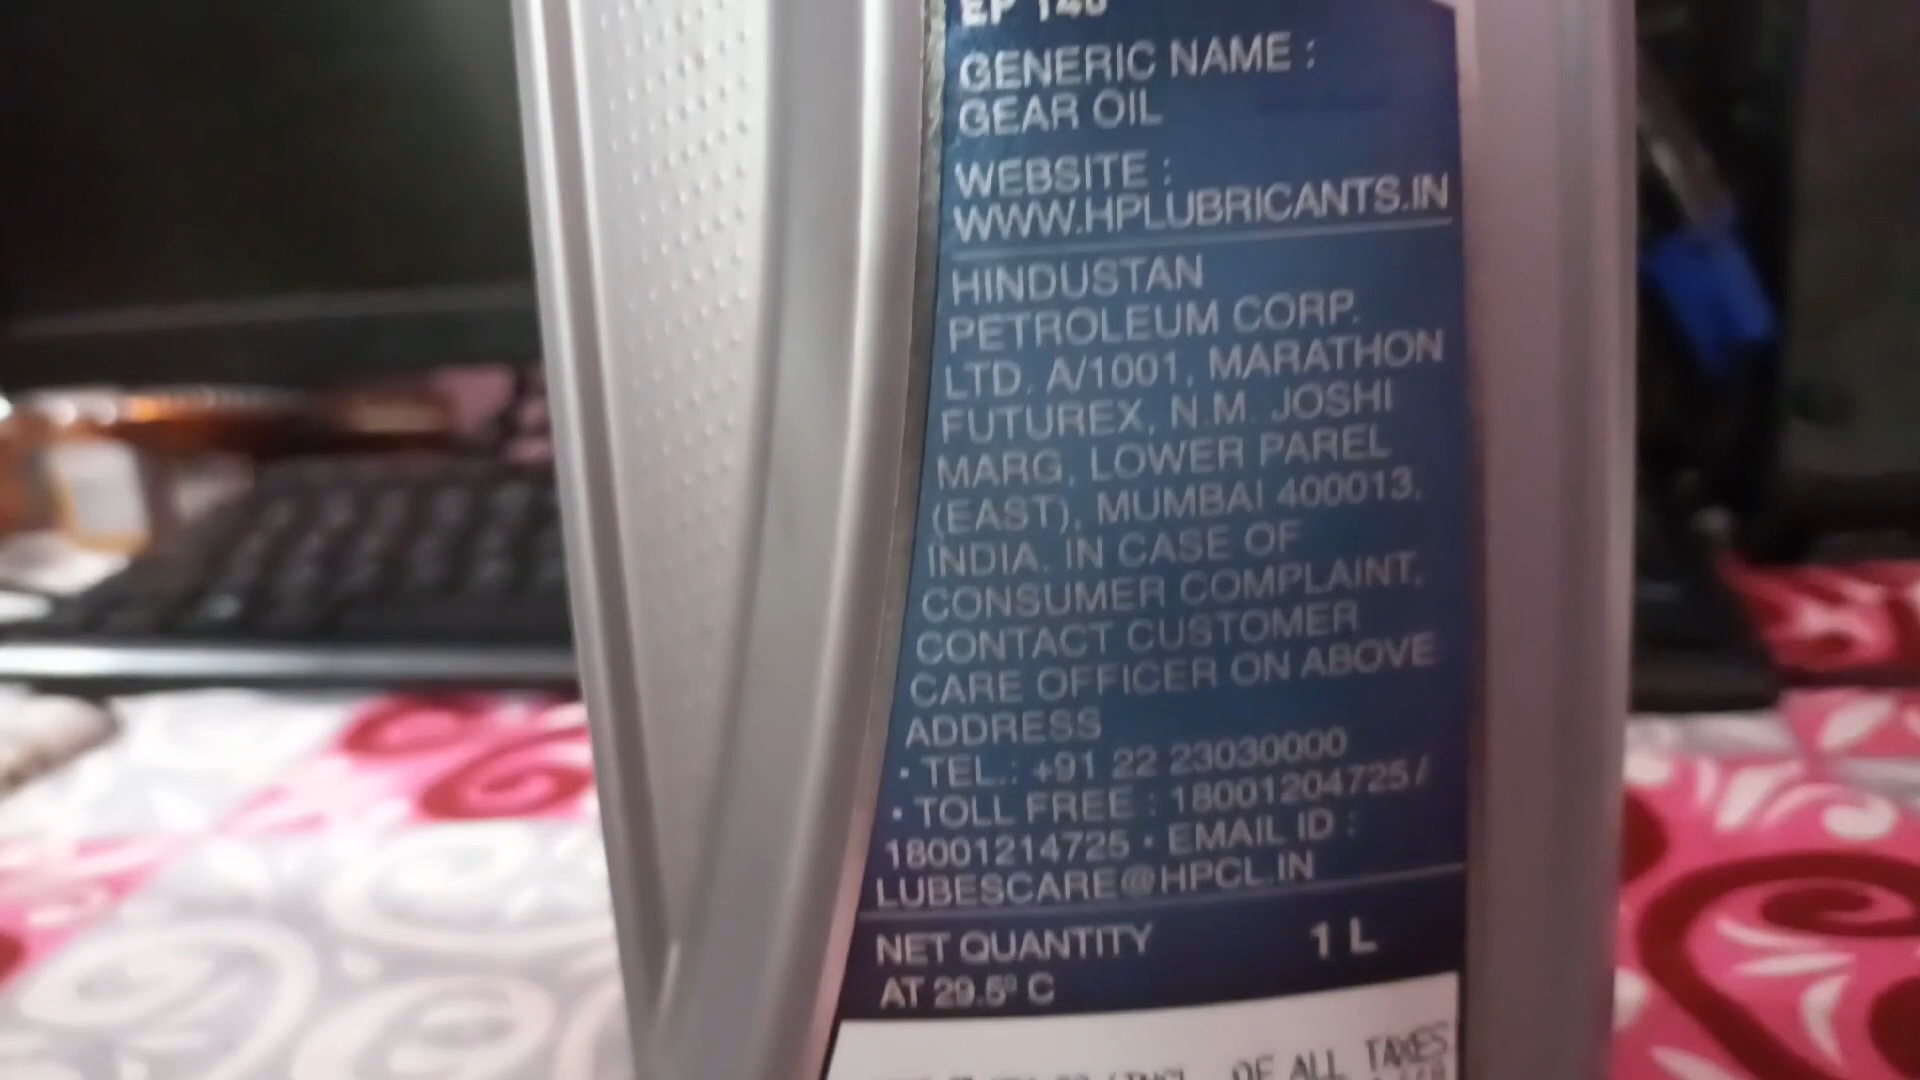 EP 140
GENERIC NAME :
GEAR OIL
WEBSITE :
WWW.HPLUBRICANTS.IN
HINDUSTAN
PETROLEUM CORP.
LTD. A/1001, MARATHON
FUTUREX, N.M. JOSHI
MARG, LOWER PAREL
(EAST), MUMBAI 400013,
INDIA. IN CASE OF
CONSUMER COMPLAINT,
CONTACT CUSTOMER
CARE OFFICER ON ABOVE
ADDRESS
• TEL.: +91 22 23030000
• TOLL FREE : 18001204725/
18001214725 • EMAIL ID :
LUBESCARE@HPCL.IN
NET QUANTITY 1 L
AT 29.5° C
OF ALL TAXES